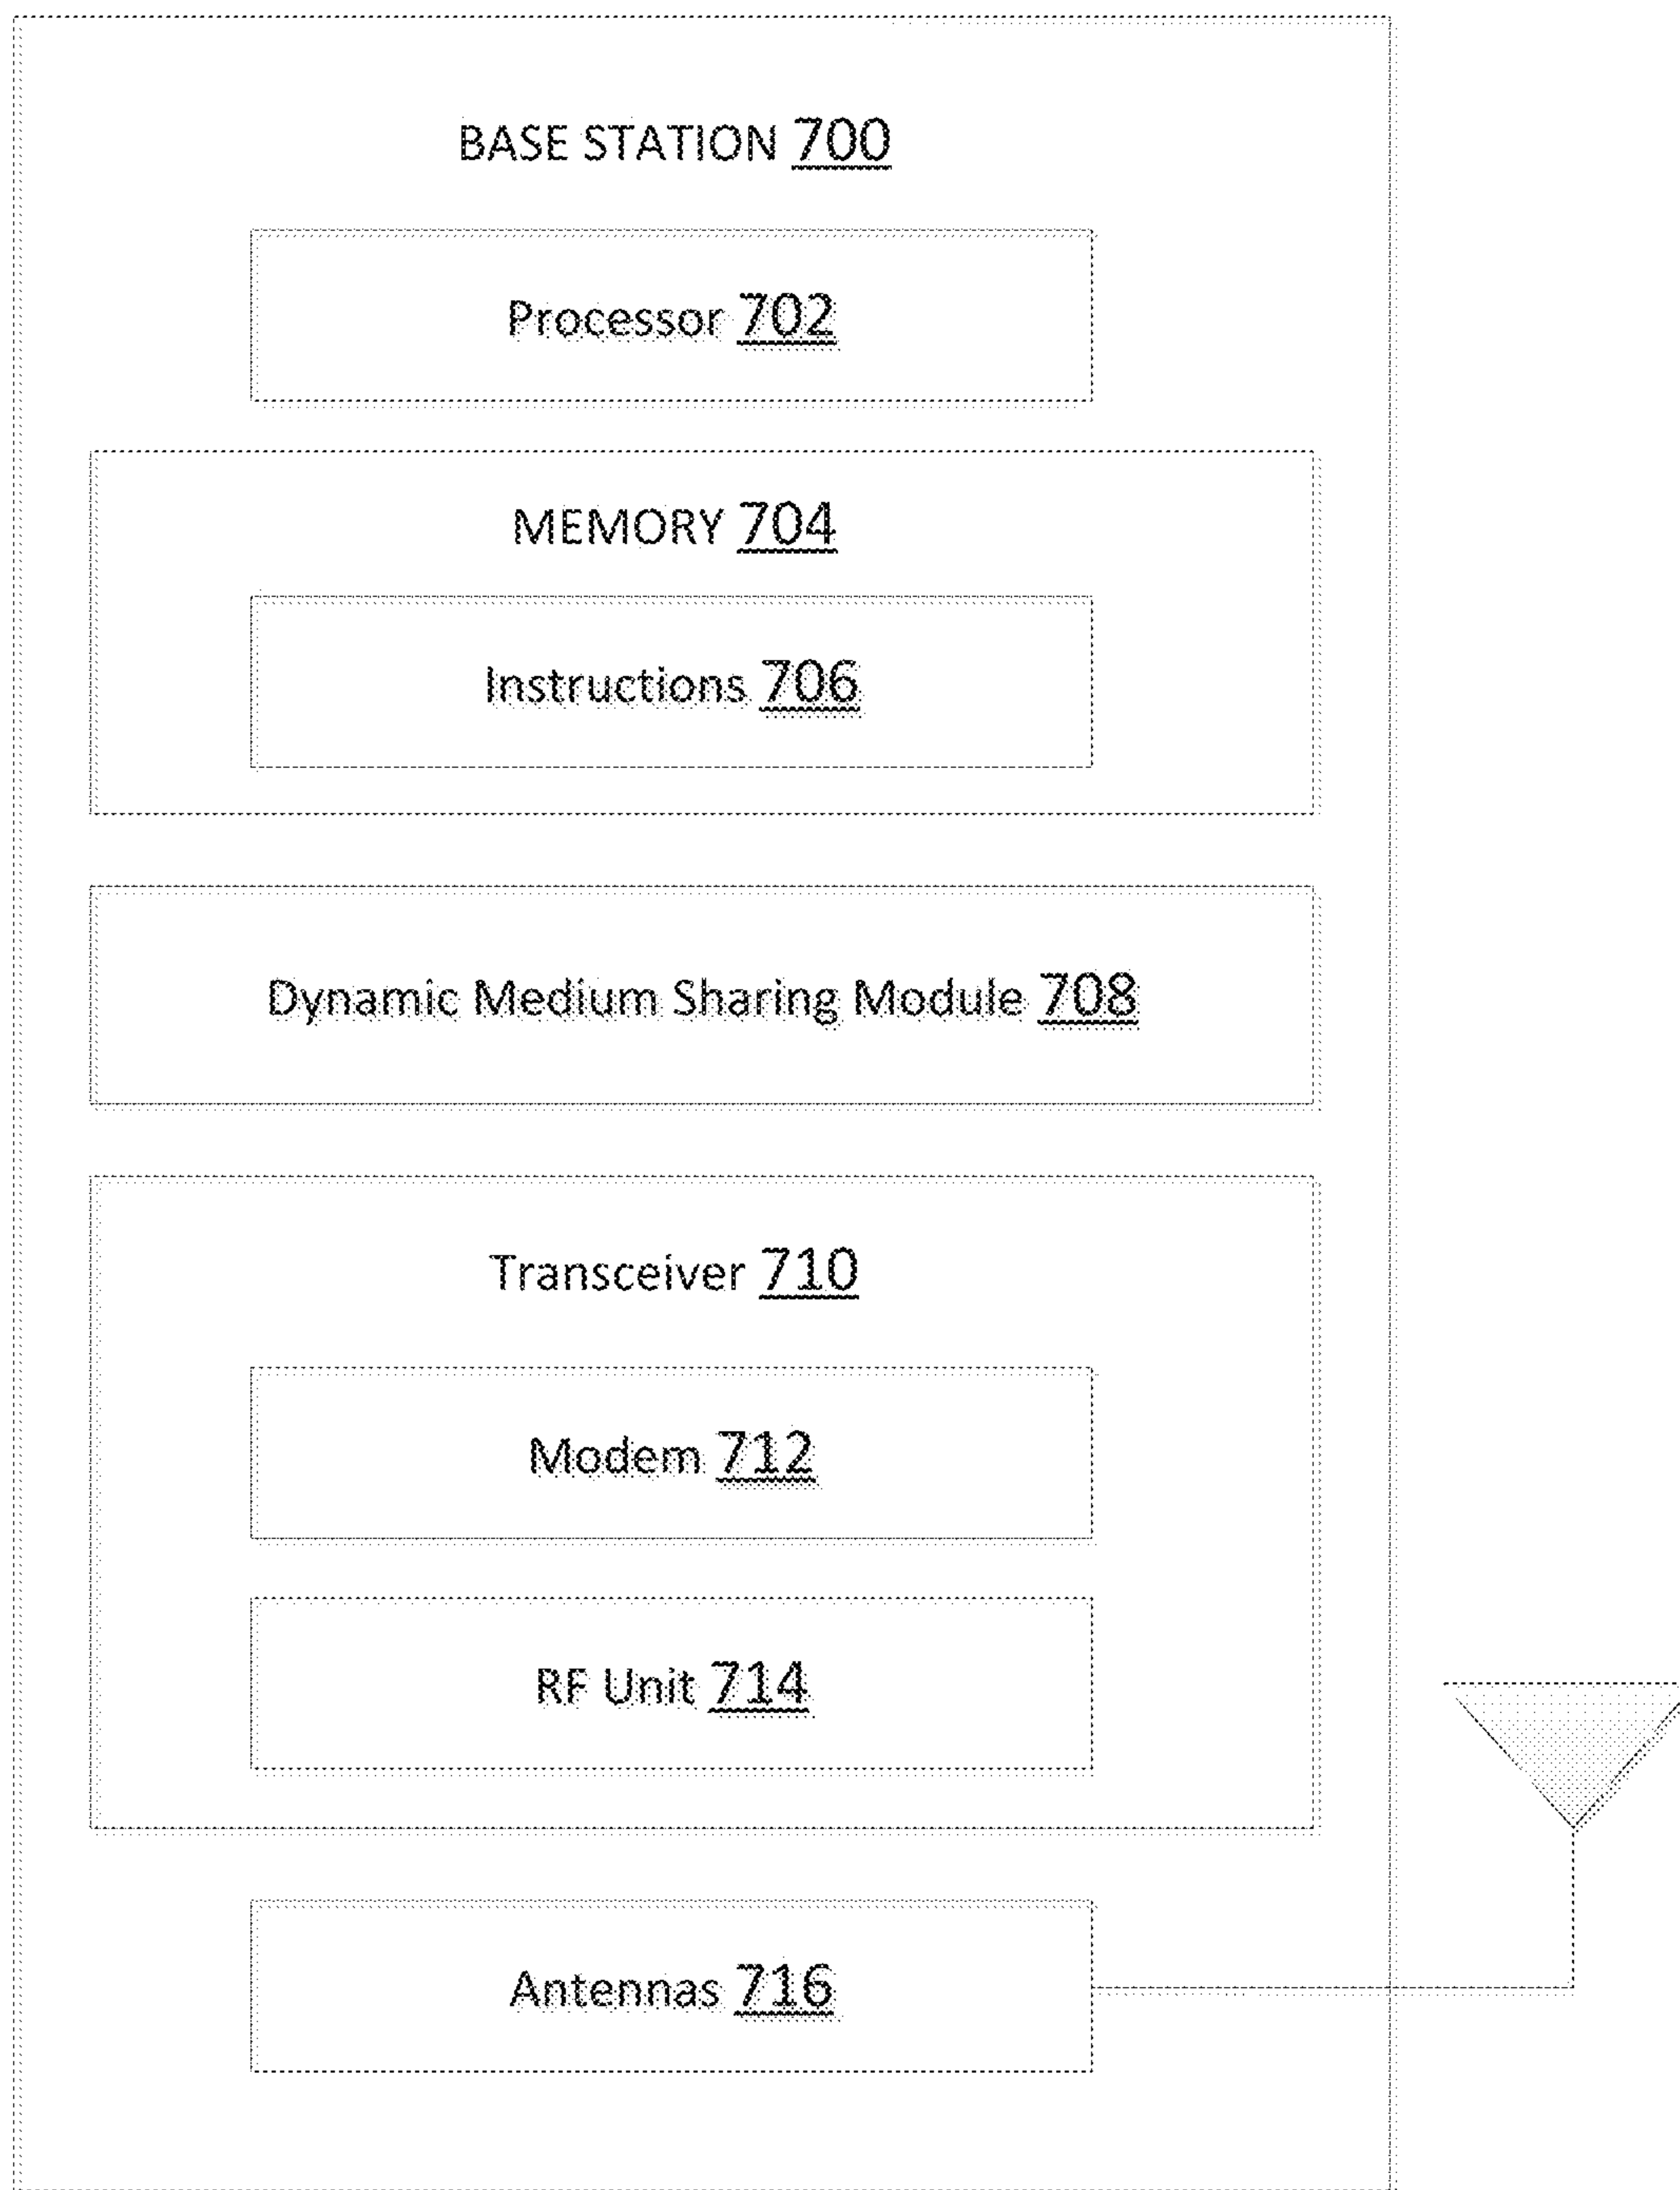 BASE STATION 700
Processor 702
MEMORY 704
Instructions 706
Dynamic Medium Sharing Module 708
Transceiver 710
Modem 712
RF Unit 714
Antennas 716